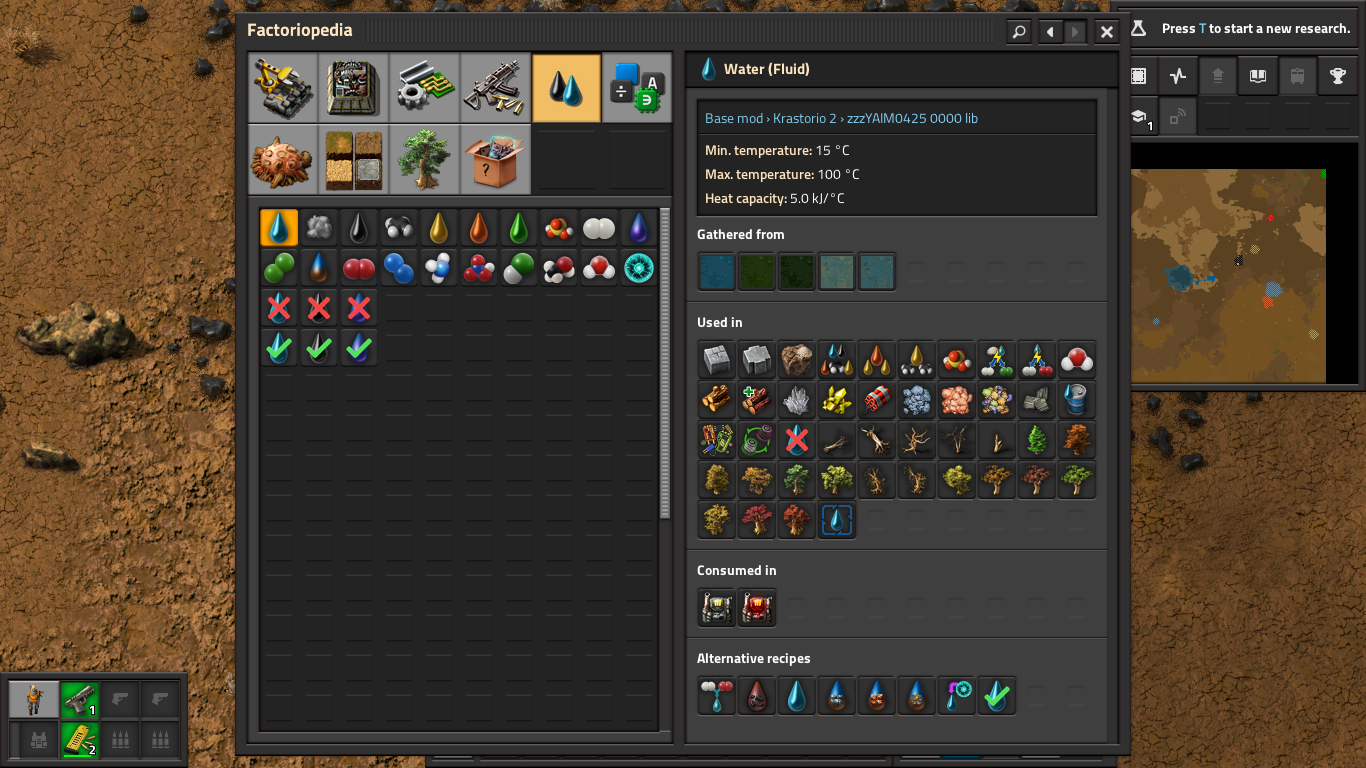 Factoriopedia
Press T to start a new research.
Water (Fluid)
Base mod › Krastorio 2 › zzzYAIM0425 0000 lib
Min. temperature: 15 °C
Max. temperature: 100 °C
Heat capacity: 5.0 kJ/°C
Gathered from
Used in
Consumed in
Alternative recipes
A
?
1
1
2